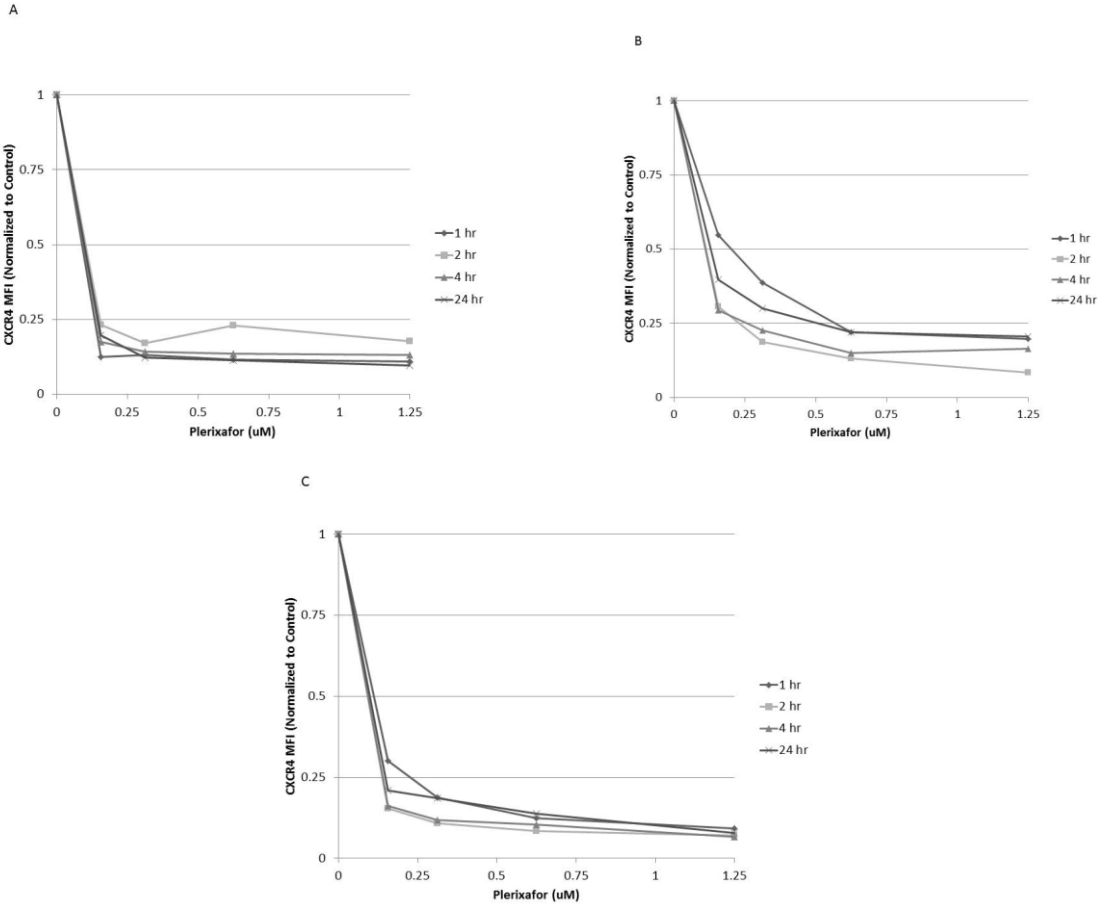 A
CXCR4 MFI (Normalized to Control)
1
0.75
0.5
0.25
0
0 0.25 0.5 0.75 1 1.25
Plerixafor (uM)
1 hr
2 hr
4 hr
24 hr
B
CXCR4 MFI (Normalized to Control)
1
0.75
0.5
0.25
0
0 0.25 0.5 0.75 1 1.25
Plerixafor (uM)
1 hr
2 hr
4 hr
24 hr
C
CXCR4 MFI (Normalized to Control)
1
0.75
0.5
0.25
0
0 0.25 0.5 0.75 1 1.25
Plerixafor (uM)
1 hr
2 hr
4 hr
24 hr